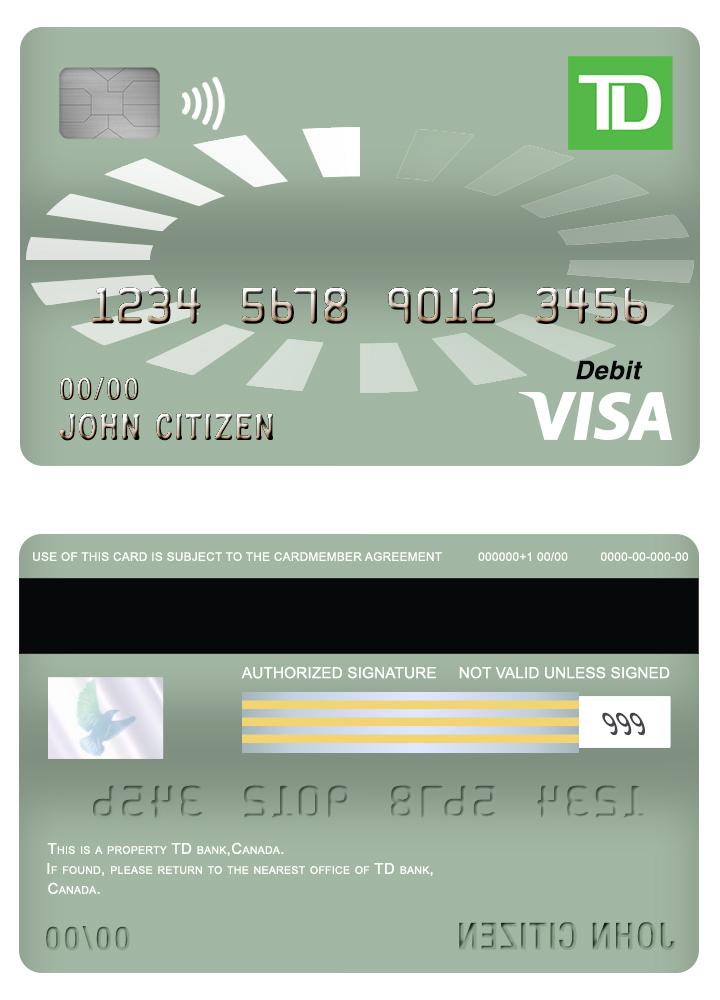 TD
1234 5678 9012 3456
Debit
00/00
VISA
JOHN CITIZEN
USE OF THIS CARD IS SUBJECT TO THE CARDMEMBER AGREEMENT 000000+1 00/00 0000-00-000-00
AUTHORIZED SIGNATURE NOT VALID UNLESS SIGNED
999
1234 5678 9012 3456
THIS IS A PROPERTY TD BANK,CANADA.
IF FOUND, PLEASE RETURN TO THE NEAREST OFFICE OF TD BANK,
CANADA.
00/00 JOHN CITIZEN